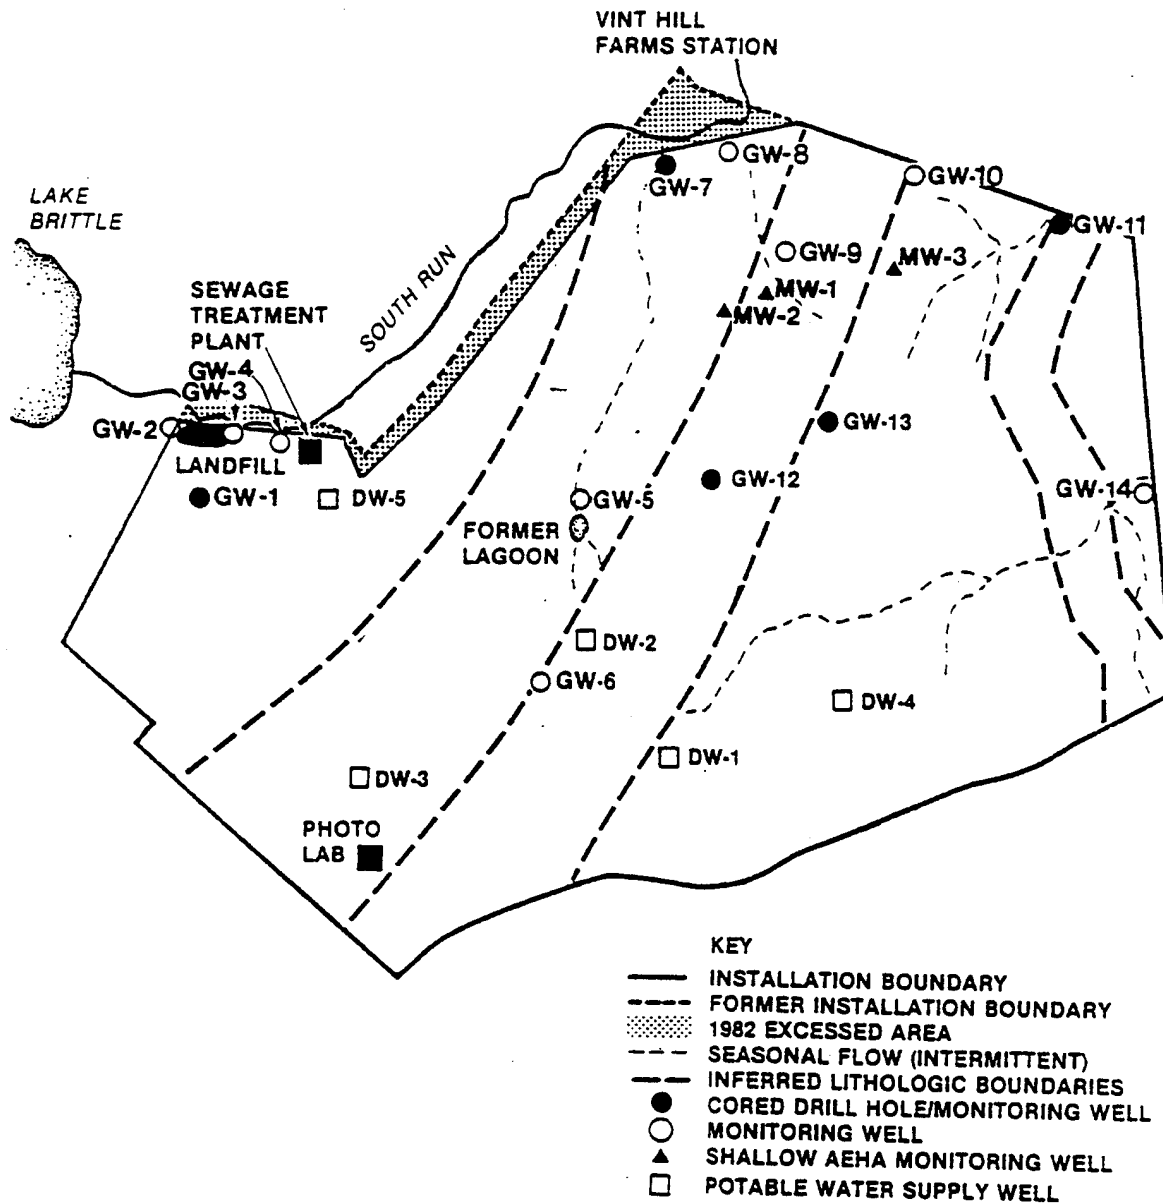 VINT HILL
FARMS STATION
GW-8
GW-7
GW-10
LAKE
BRITTLE
GW-11
GW-9
MW-3
SOUTH RUN
SEWAGE
TREATMENT
PLANT
MW-1
MW-2
GW-4
GW-3
GW-2
GW-13
LANDFILL
GW-1
DW-5
GW-12
GW-14
GW-5
FORMER
LAGOON
DW-2
GW-6
DW-4
DW-1
DW-3
PHOTO
LAB
KEY
INSTALLATION BOUNDARY
FORMER INSTALLATION BOUNDARY
1982 EXCESSED AREA
SEASONAL FLOW (INTERMITTENT)
INFERRED LITHOLOGIC BOUNDARIES
CORED DRILL HOLE/MONITORING WELL
MONITORING WELL
SHALLOW AEHA MONITORING WELL
POTABLE WATER SUPPLY WELL